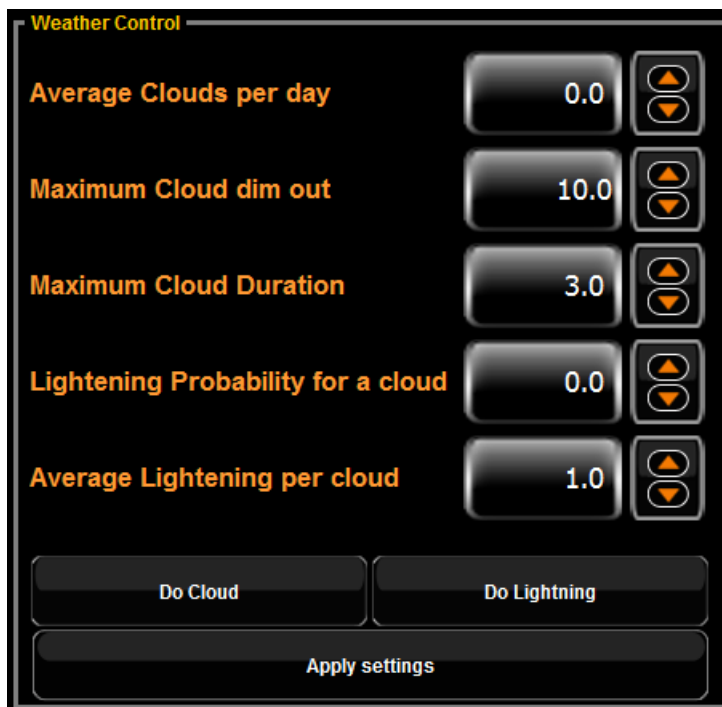 Weather Control
Average Clouds per day 0.0
Maximum Cloud dim out 10.0
Maximum Cloud Duration 3.0
Lightening Probability for a cloud 0.0
Average Lightening per cloud 1.0
Do Cloud Do Lightning
Apply settings